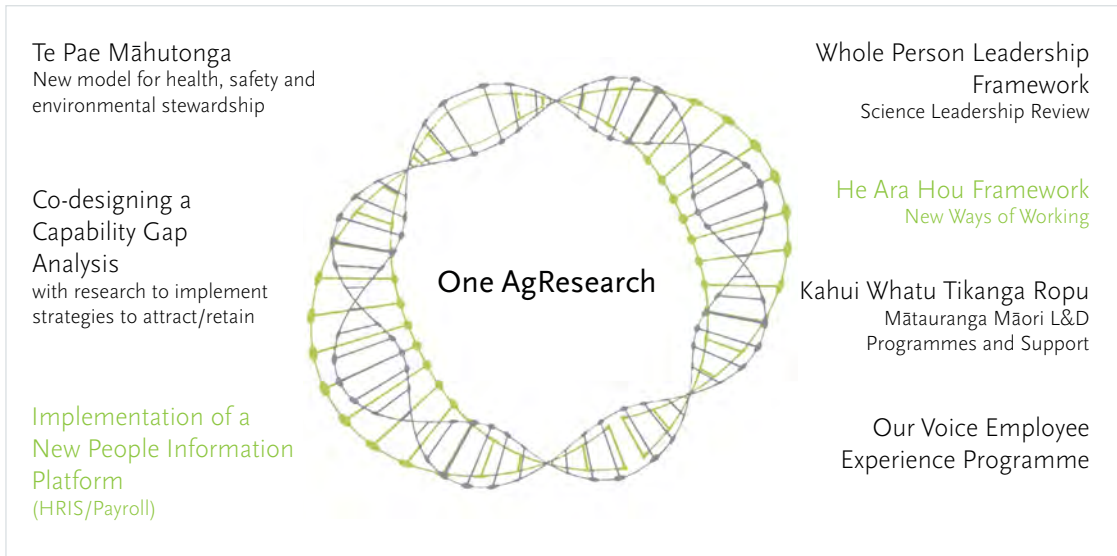 Te Pae Māhutonga
New model for health, safety and
environmental stewardship
Co-designing a
Capability Gap
Analysis
with research to implement
strategies to attract/retain
Implementation of a
New People Information
Platform
(HRIS/Payroll)
One AgResearch
Whole Person Leadership
Framework
Science Leadership Review
He Ara Hou Framework
New Ways of Working
Kahui Whatu Tikanga Ropu
Mātauranga Māori L&D
Programmes and Support
Our Voice Employee
Experience Programme